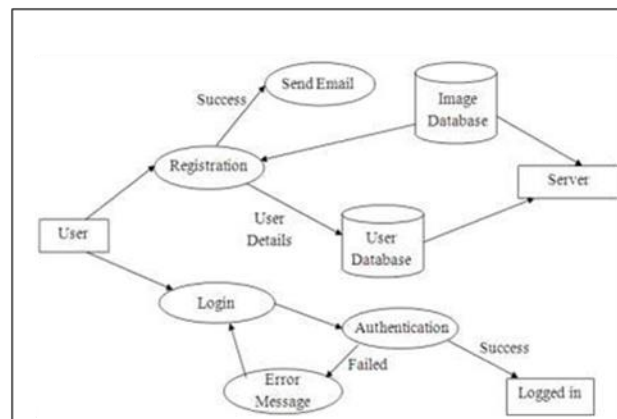 Send Email
Success
Image
Database
Registration
Server
User
User
Details
User
Database
Login
Authentication
Success
Failed
Error
Message
Logged in